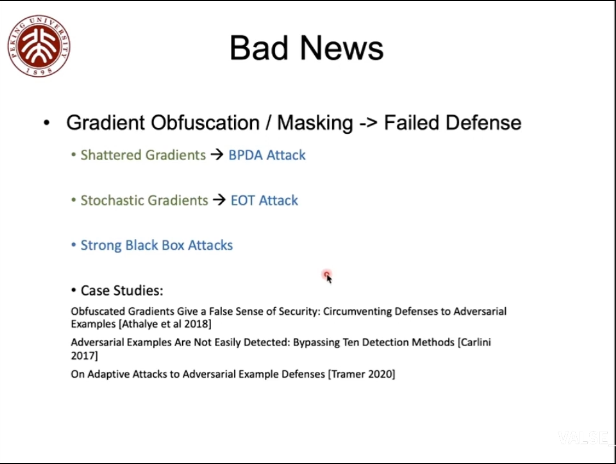 PEKING UNIVERSITY
1898
Bad News
• Gradient Obfuscation / Masking -> Failed Defense
• Shattered Gradients → BPDA Attack
• Stochastic Gradients → EOT Attack
• Strong Black Box Attacks
• Case Studies:
Obfuscated Gradients Give a False Sense of Security: Circumventing Defenses to Adversarial
Examples [Athalye et al 2018]
Adversarial Examples Are Not Easily Detected: Bypassing Ten Detection Methods [Carlini
2017]
On Adaptive Attacks to Adversarial Example Defenses [Tramer 2020]